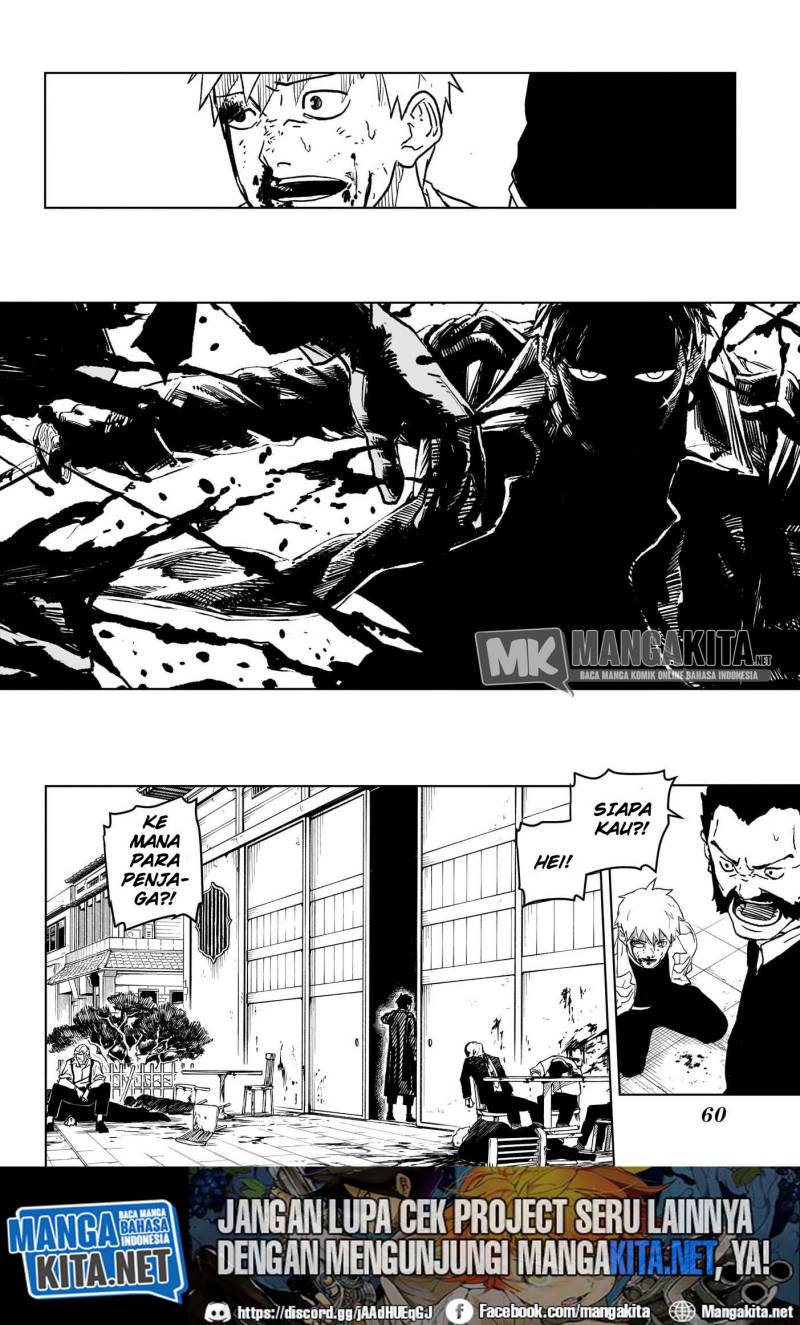 MK MANGAKITA.NET
BACA MANGA KOMIK ONLINE BAHASA INDONESIA
SIAPA
KAU?!
HEI!
KE
MANA
PARA
PENJA-
GA?!
60
MANGA
BACA MANGA
BAHASA
INDONESIA
KITA.NET
JANGAN LUPA CEK PROJECT SERU LAINNYA
DENGAN MENGUNJUNGI MANGAKITA.NET, YA!
https://discord.gg/jAAdHUEqGJ
Facebook.com/mangakita
Mangakita.net